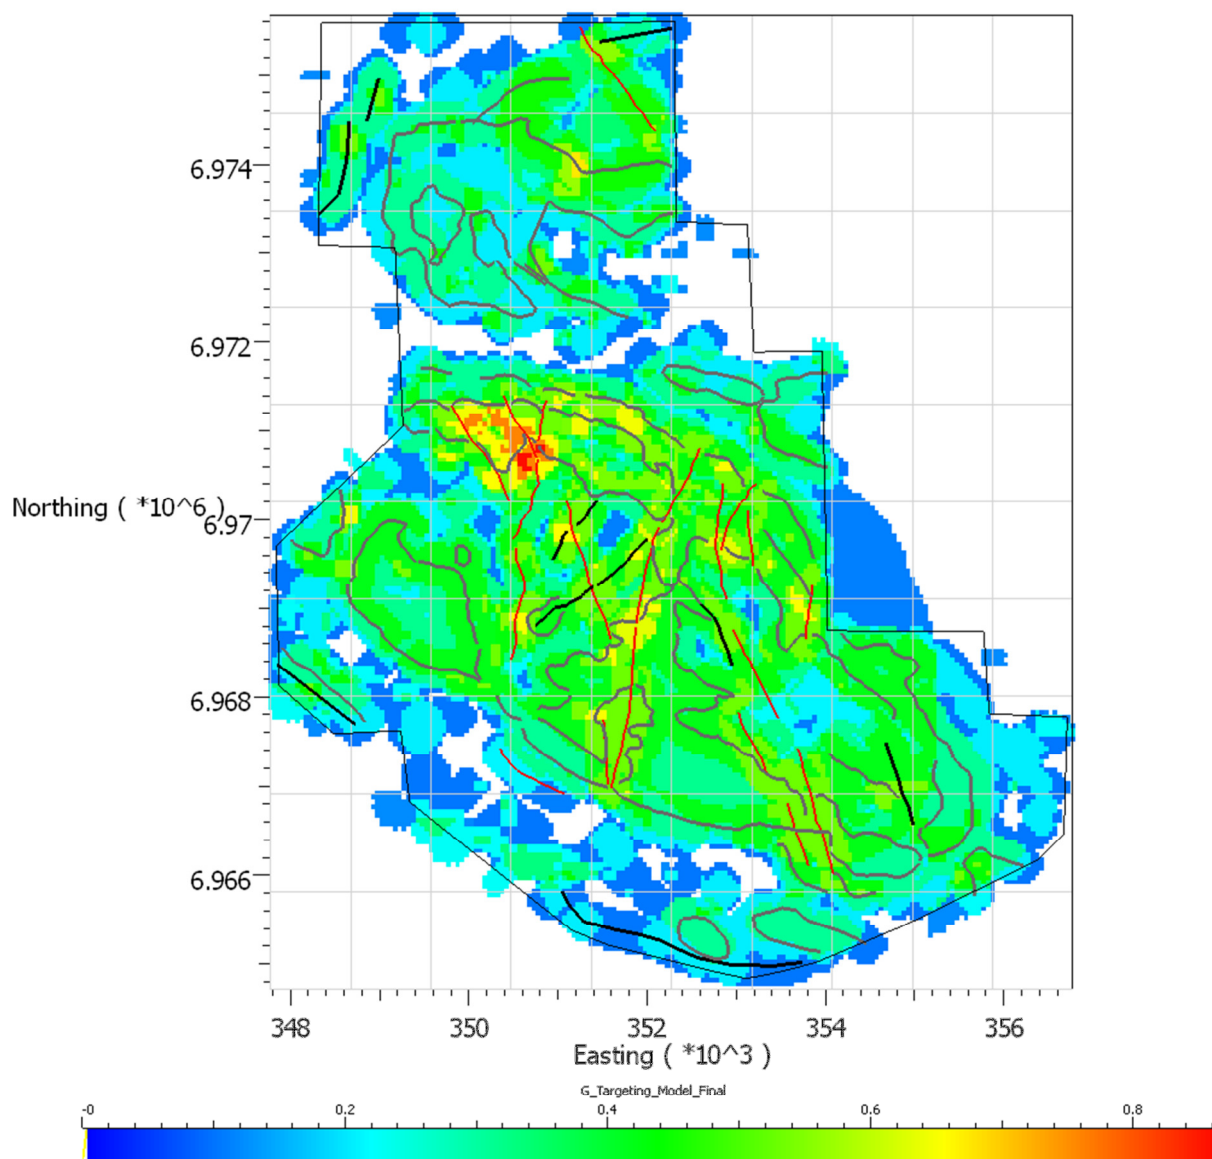 6.974
6.972
Northing ( *10^6 )
6.97
6.968
6.966
348 350 352 354 356
Easting ( *10^3 )
G_Targeting_Model_Final
-0 0.2 0.4 0.6 0.8